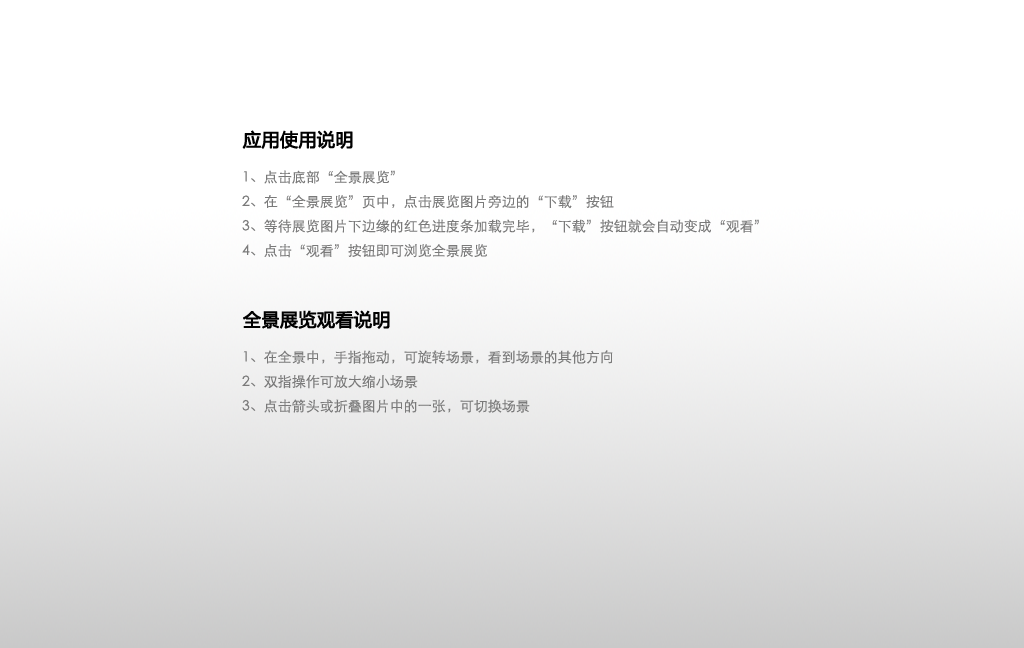 应用使用说明
1、点击底部“全景展览”
2、在“全景展览”页中，点击展览图片旁边的“下载”按钮
3、等待展览图片下边缘的红色进度条加载完毕，“下载”按钮就会自动变成“观看”
4、点击“观看”按钮即可浏览全景展览
全景展览观看说明
1、在全景中，手指拖动，可旋转场景，看到场景的其他方向
2、双指操作可放大缩小场景
3、点击箭头或折叠图片中的一张，可切换场景